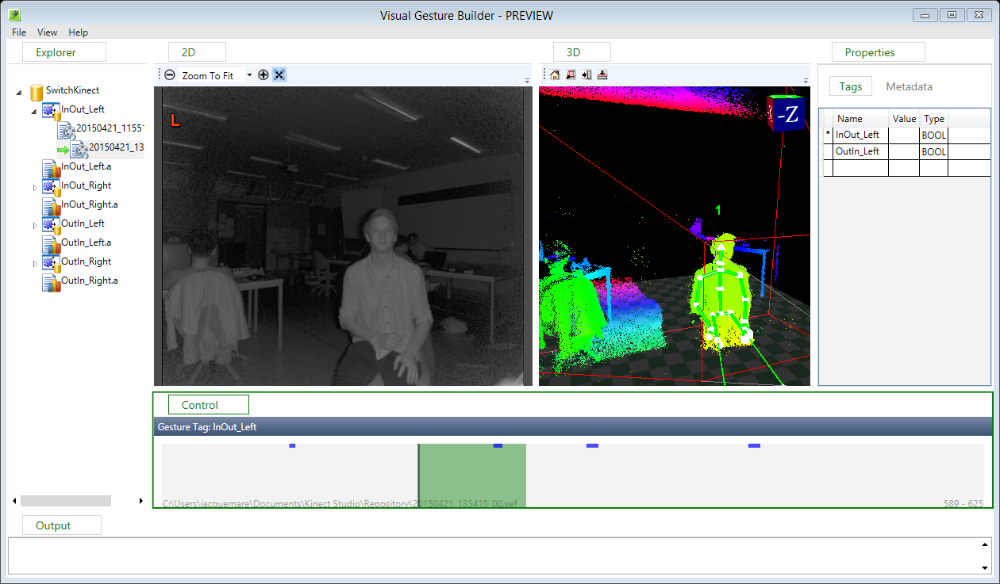 Visual Gesture Builder - PREVIEW
File View Help
Explorer
2D
3D
Properties
Zoom To Fit
Tags Metadata
SwitchKinect
InOut_Left
20150421_1155
20150421_13
InOut_Left.a
InOut_Right
InOut_Right.a
OutIn_Left
OutIn_Left.a
OutIn_Right
OutIn_Right.a
L
-Z
1
Name Value Type
* InOut_Left BOOL
OutIn_Left BOOL
Control
Gesture Tag: InOut_Left
C:\Users\jacquemare\Documents\Kinect Studio\Repository\20150421_135415_00.xef
589 - 625
Output